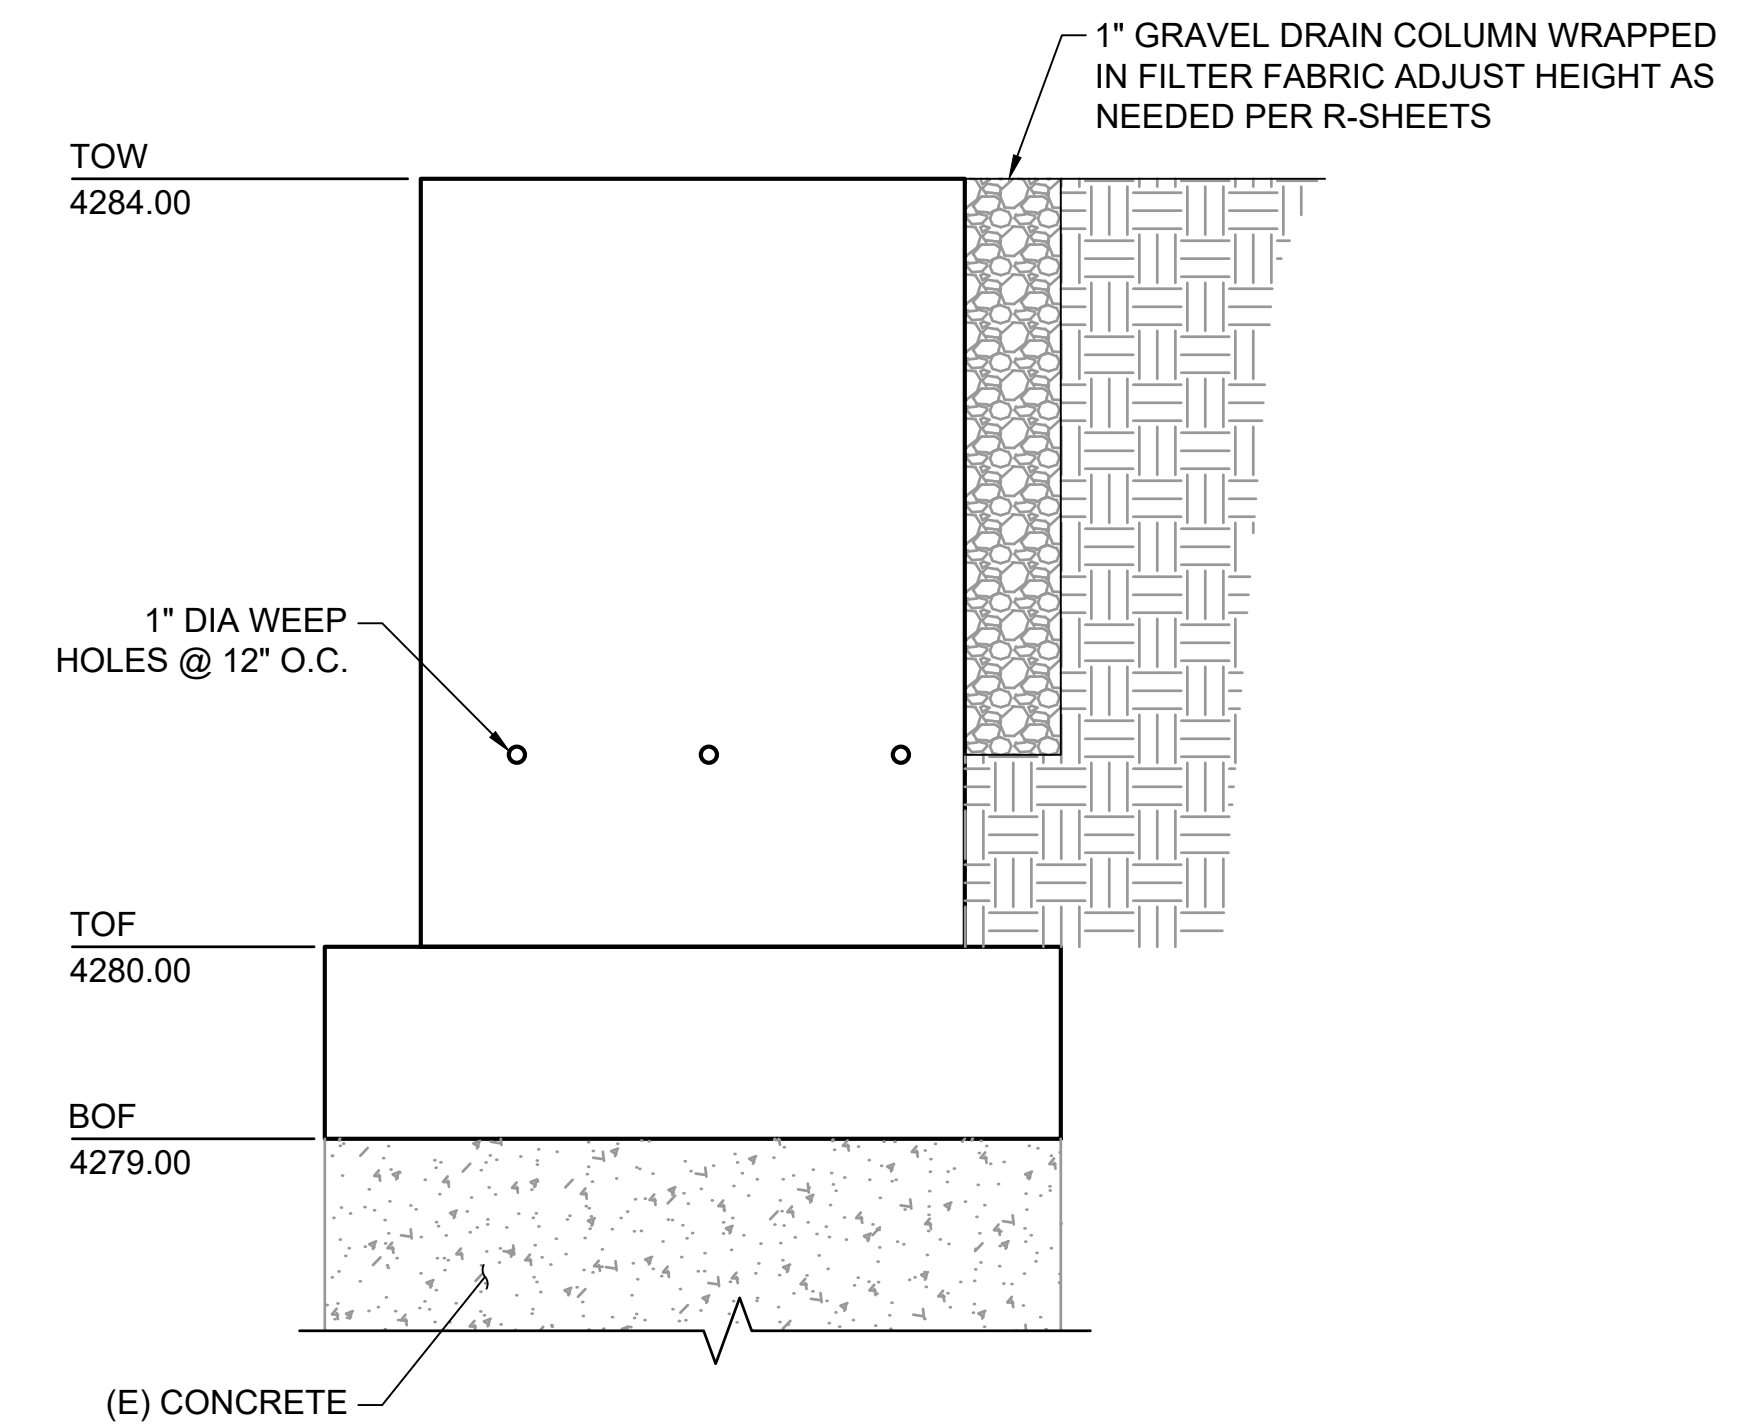 1" GRAVEL DRAIN COLUMN WRAPPED
IN FILTER FABRIC ADJUST HEIGHT AS
NEEDED PER R-SHEETS
TOW
4284.00
1" DIA WEEP
HOLES @ 12" O.C.
TOF
4280.00
BOF
4279.00
(E) CONCRETE